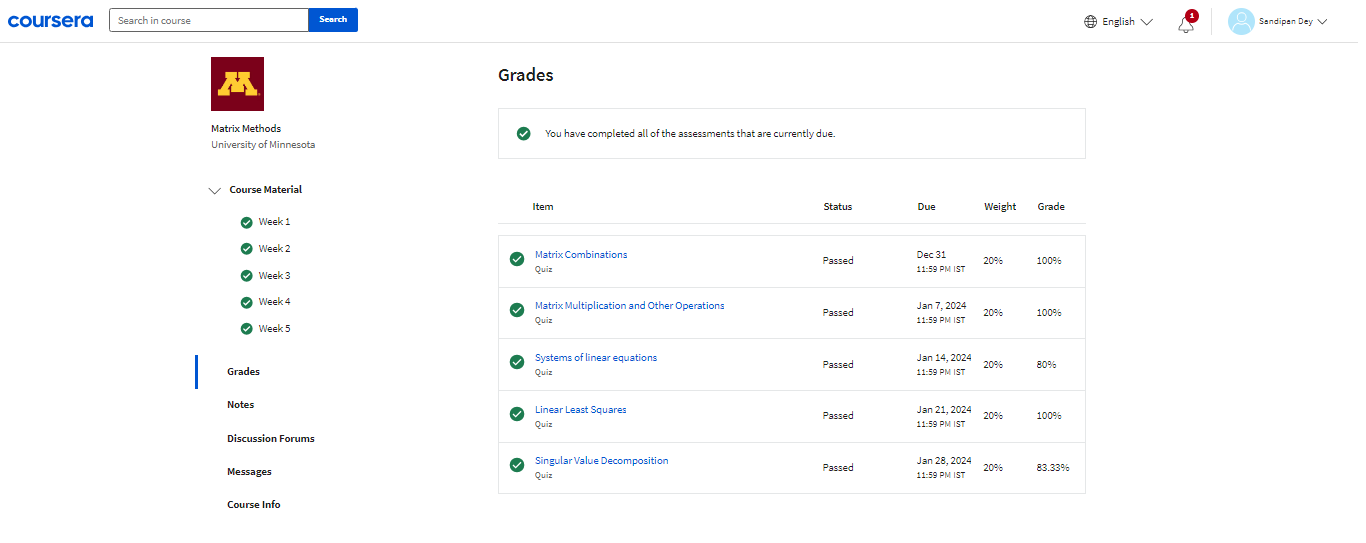 coursera
Search in course
Search
English
1
Sandipan Dey
M
Matrix Methods
University of Minnesota
Course Material
Week 1
Week 2
Week 3
Week 4
Week 5
Grades
Notes
Discussion Forums
Messages
Course Info
Grades
You have completed all of the assessments that are currently due.
Item Status Due Weight Grade
Matrix Combinations
Quiz
Passed
Dec 31
11:59 PM IST
20%
100%
Matrix Multiplication and Other Operations
Quiz
Passed
Jan 7, 2024
11:59 PM IST
20%
100%
Systems of linear equations
Quiz
Passed
Jan 14, 2024
11:59 PM IST
20%
80%
Linear Least Squares
Quiz
Passed
Jan 21, 2024
11:59 PM IST
20%
100%
Singular Value Decomposition
Quiz
Passed
Jan 28, 2024
11:59 PM IST
20%
83.33%